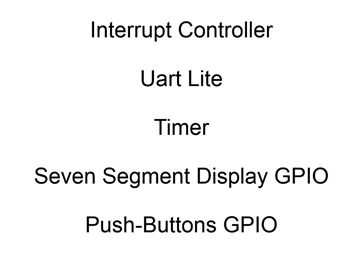 Interrupt Controller
Uart Lite
Timer
Seven Segment Display GPIO
Push-Buttons GPIO